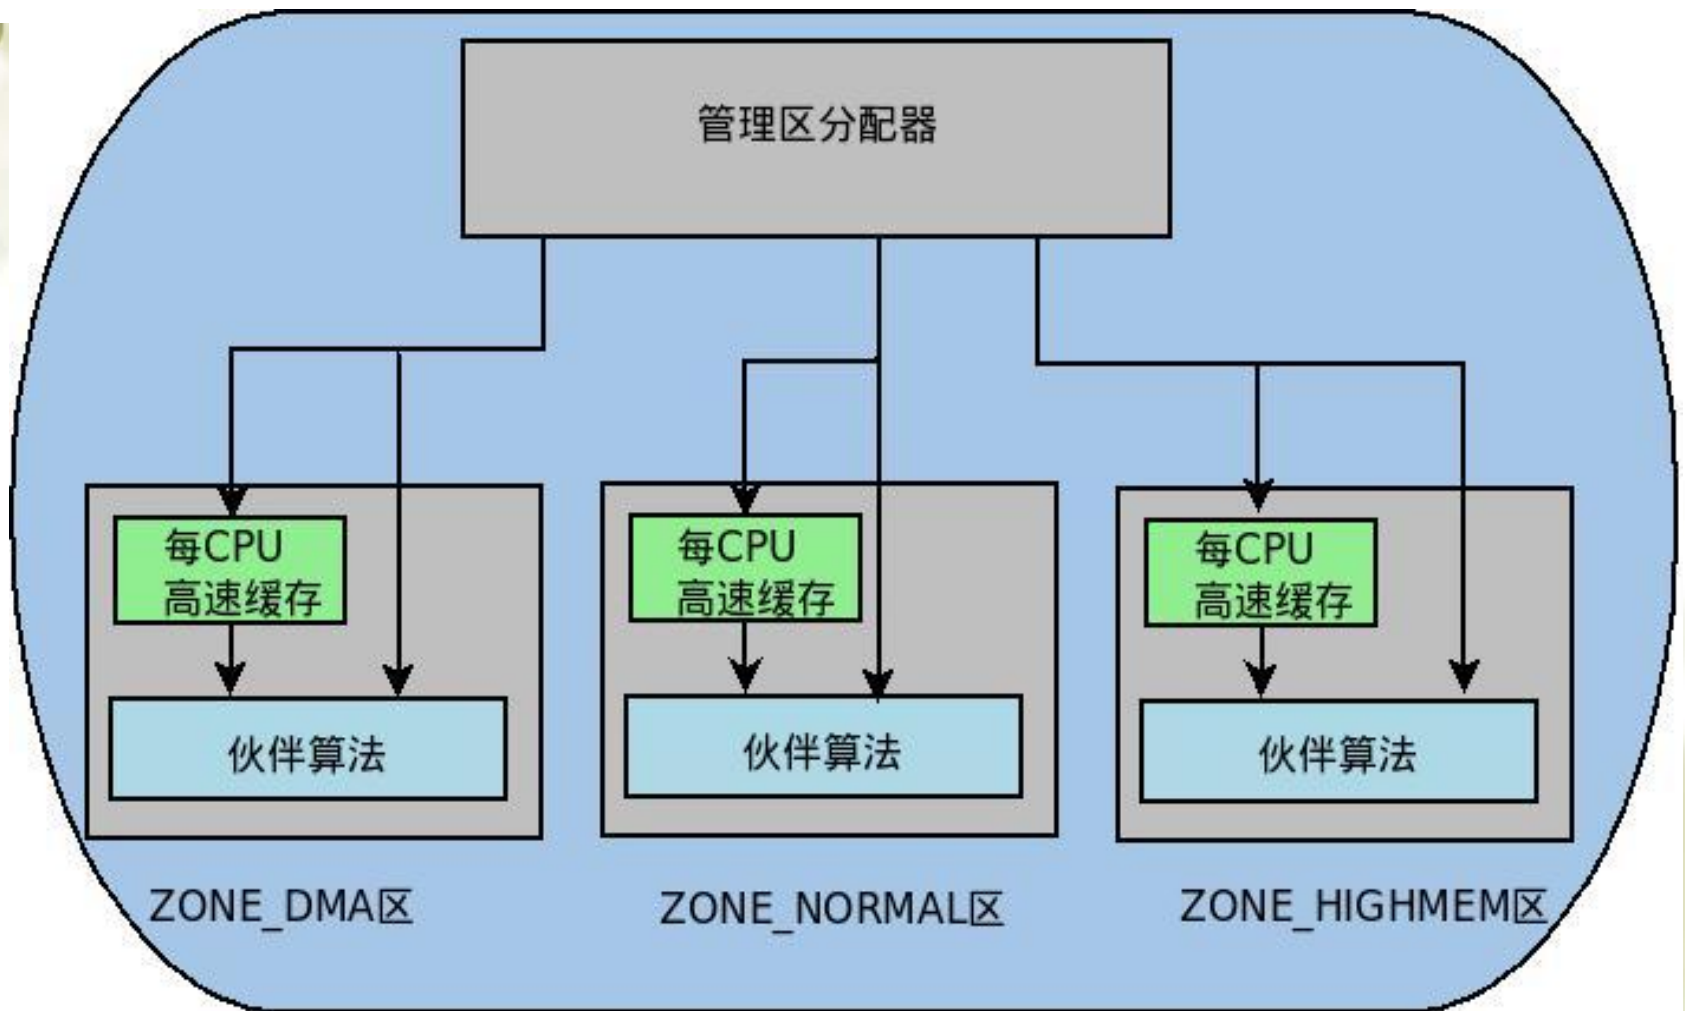 管理区分配器
每CPU
高速缓存
伙伴算法
ZONE_DMA区
每CPU
高速缓存
伙伴算法
ZONE_NORMAL区
每CPU
高速缓存
伙伴算法
ZONE_HIGHMEM区